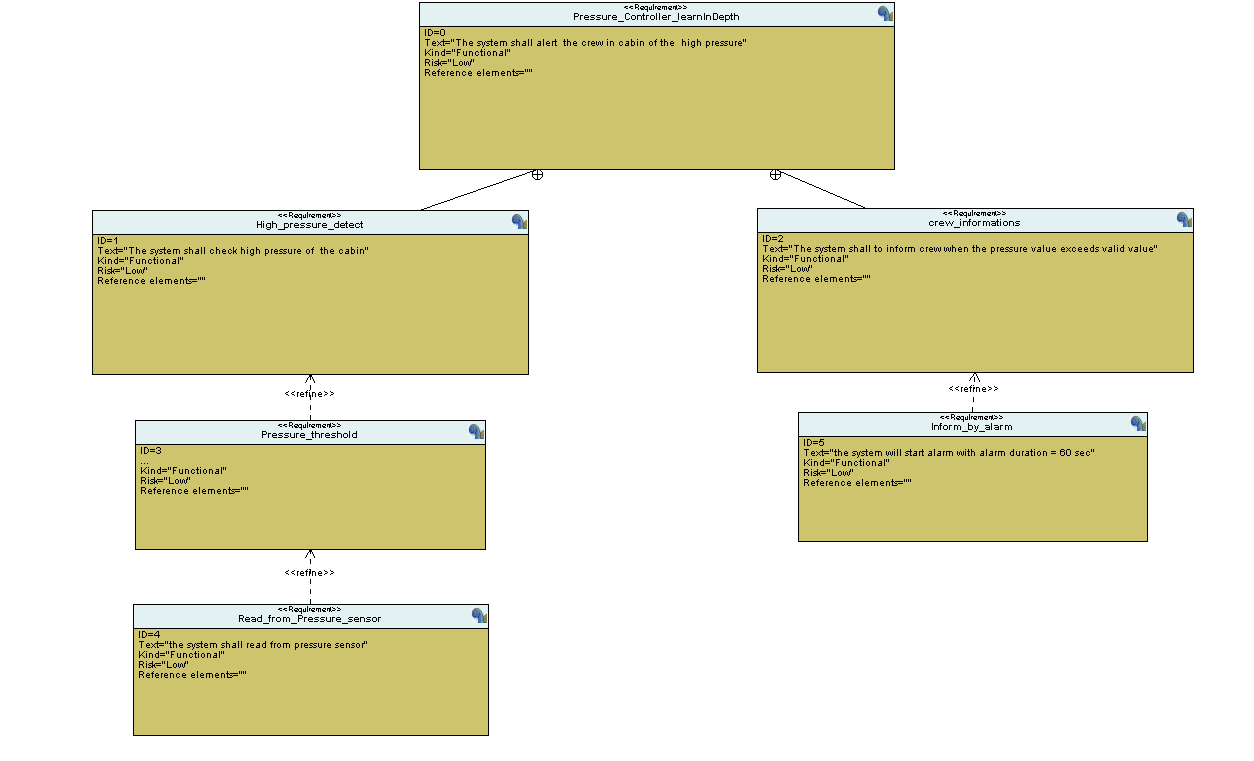 <<Requirement>>
Pressure_Controller_learnInDepth
ID=0
Text="The system shall alert the crew in cabin of the high pressure"
Kind="Functional"
Risk="Low"
Reference elements=""
<<Requirement>>
High_pressure_detect
ID=1
Text="The system shall check high pressure of the cabin"
Kind="Functional"
Risk="Low"
Reference elements=""
<<Requirement>>
crew_informations
ID=2
Text="The system shall to inform crew when the pressure value exceeds valid value"
Kind="Functional"
Risk="Low"
Reference elements=""
<<refine>>
<<refine>>
<<Requirement>>
Pressure_threshold
ID=3
...
Kind="Functional"
Risk="Low"
Reference elements=""
<<Requirement>>
Inform_by_alarm
ID=5
Text="the system will start alarm with alarm duration = 60 sec"
Kind="Functional"
Risk="Low"
Reference elements=""
<<refine>>
<<Requirement>>
Read_from_Pressure_sensor
ID=4
Text="the system shall read from pressure sensor"
Kind="Functional"
Risk="Low"
Reference elements=""